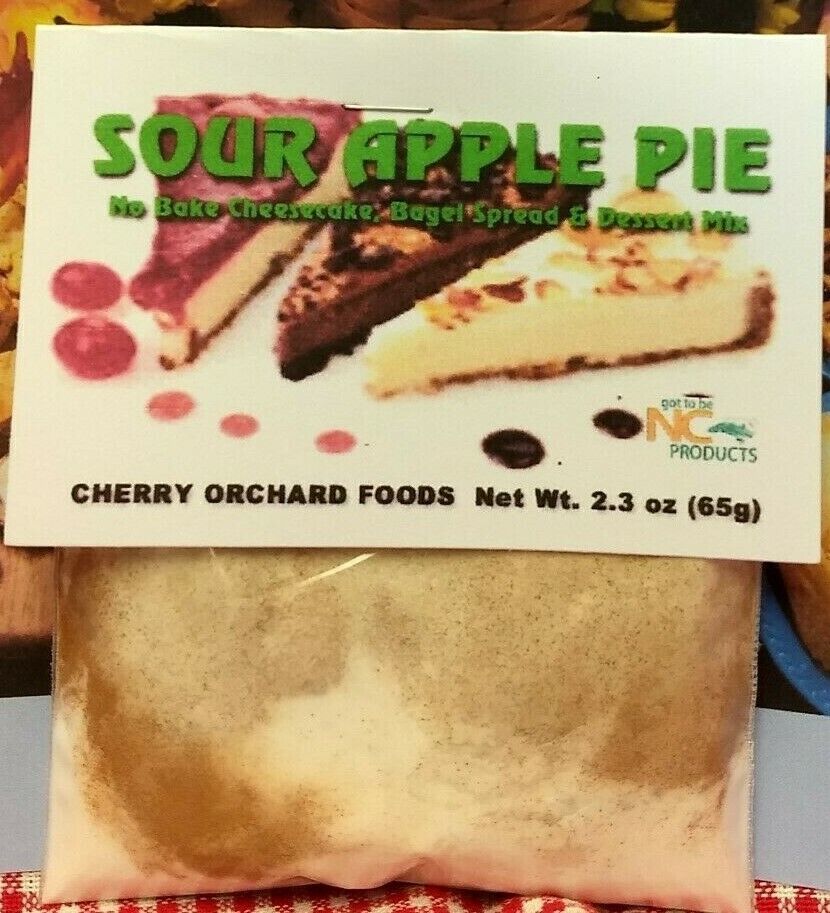 SOUR APPLE PIE
No Bake Cheesecake, Bagel Spread & Dessert Mix
got to be
NC
PRODUCTS
CHERRY ORCHARD FOODS Net Wt. 2.3 oz (65g)